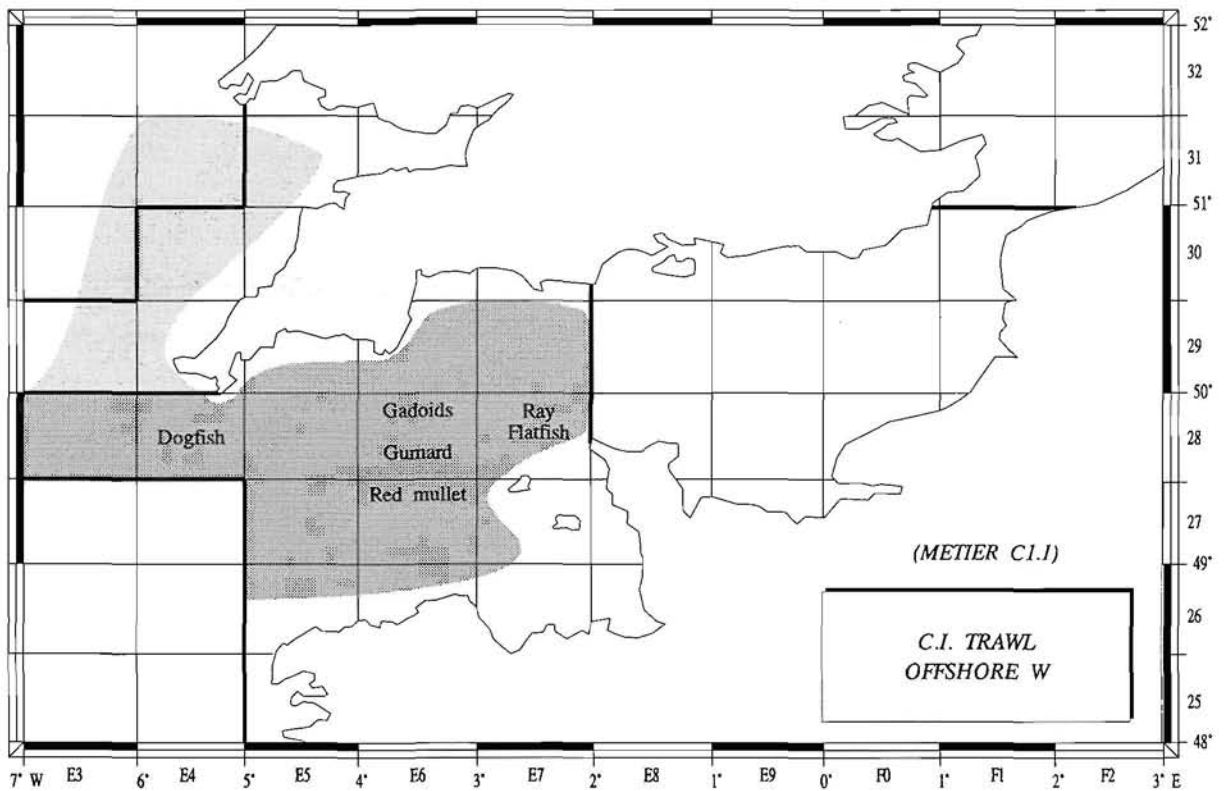 52°
32
31
51°
30
29
50°
Gadoids
Ray
Flatfish
Dogfish
28
Gurnard
Red mullet
27
(METIER C1.I)
49°
26
C.I. TRAWL
OFFSHORE W
25
48°
7° W E3 6° E4 5° E5 4° E6 3° E7 2° E8 1° E9 0° F0 1° F1 2° F2 3° E